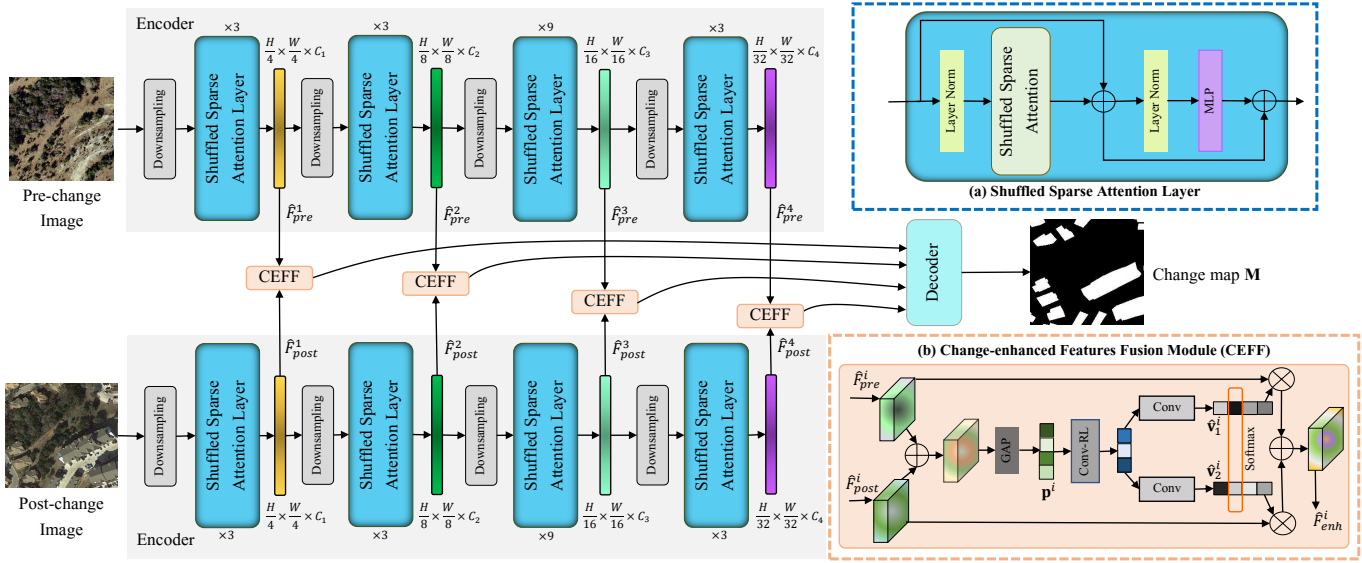 Encoder
×3
×3
×9
×3
H/4 × W/4 × C₁
H/8 × W/8 × C₂
H/16 × W/16 × C₃
H/32 × W/32 × C₄
Downsampling
Shuffled Sparse
Attention Layer
Downsampling
Shuffled Sparse
Attention Layer
Downsampling
Shuffled Sparse
Attention Layer
Downsampling
Shuffled Sparse
Attention Layer
Pre-change
Image
F̂¹pre
F̂²pre
F̂³pre
F̂⁴pre
CEFF
CEFF
CEFF
CEFF
Decoder
Change map M
F̂¹post
F̂²post
F̂³post
F̂⁴post
Downsampling
Shuffled Sparse
Attention Layer
Downsampling
Shuffled Sparse
Attention Layer
Downsampling
Shuffled Sparse
Attention Layer
Downsampling
Shuffled Sparse
Attention Layer
Post-change
Image
H/4 × W/4 × C₁
H/8 × W/8 × C₂
H/16 × W/16 × C₃
H/32 × W/32 × C₄
×3
×3
×9
×3
Encoder
Layer Norm
Shuffled Sparse
Attention
Layer Norm
MLP
(a) Shuffled Sparse Attention Layer
(b) Change-enhanced Features Fusion Module (CEFF)
F̂ⁱpre
F̂ⁱpost
GAP
pⁱ
Conv-RL
Conv
Conv
v̂ⁱ₁
v̂ⁱ₂
Softmax
F̂ⁱenh